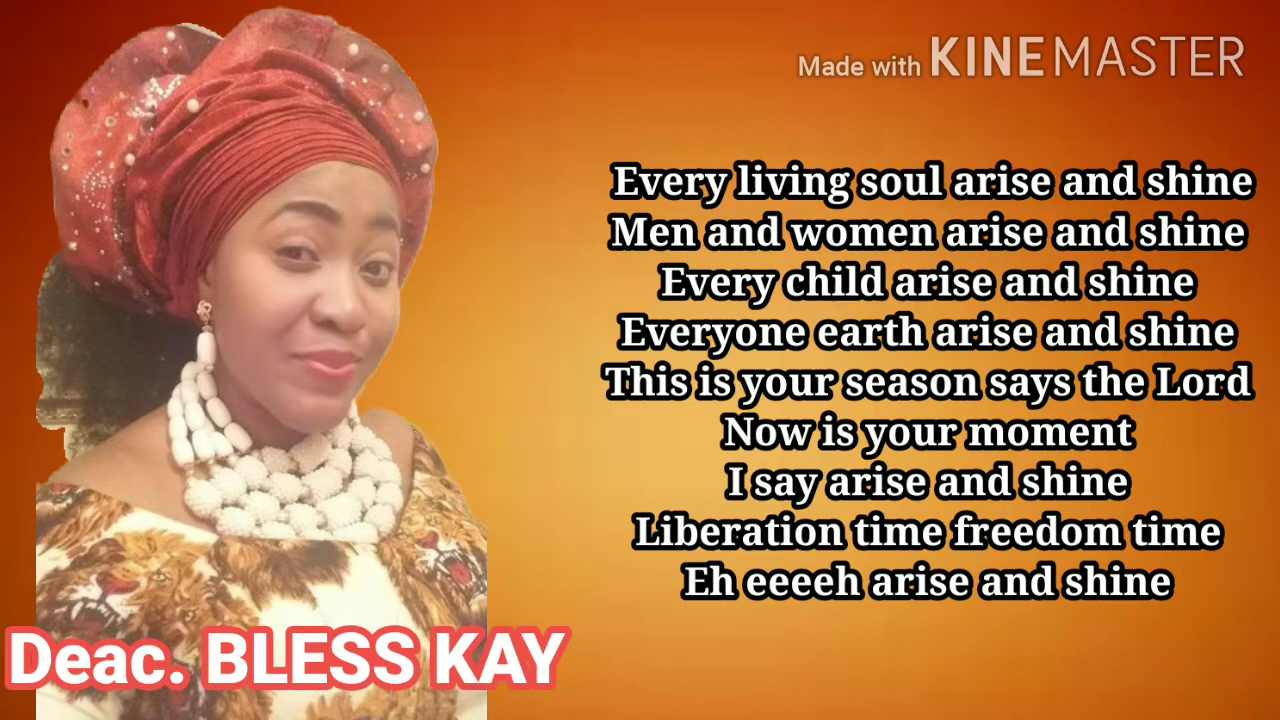 Made with KINEMASTER
Every living soul arise and shine
Men and women arise and shine
Every child arise and shine
Everyone earth arise and shine
This is your season says the Lord
Now is your moment
I say arise and shine
Liberation time freedom time
Eh eeeeh arise and shine
Deac. BLESS KAY